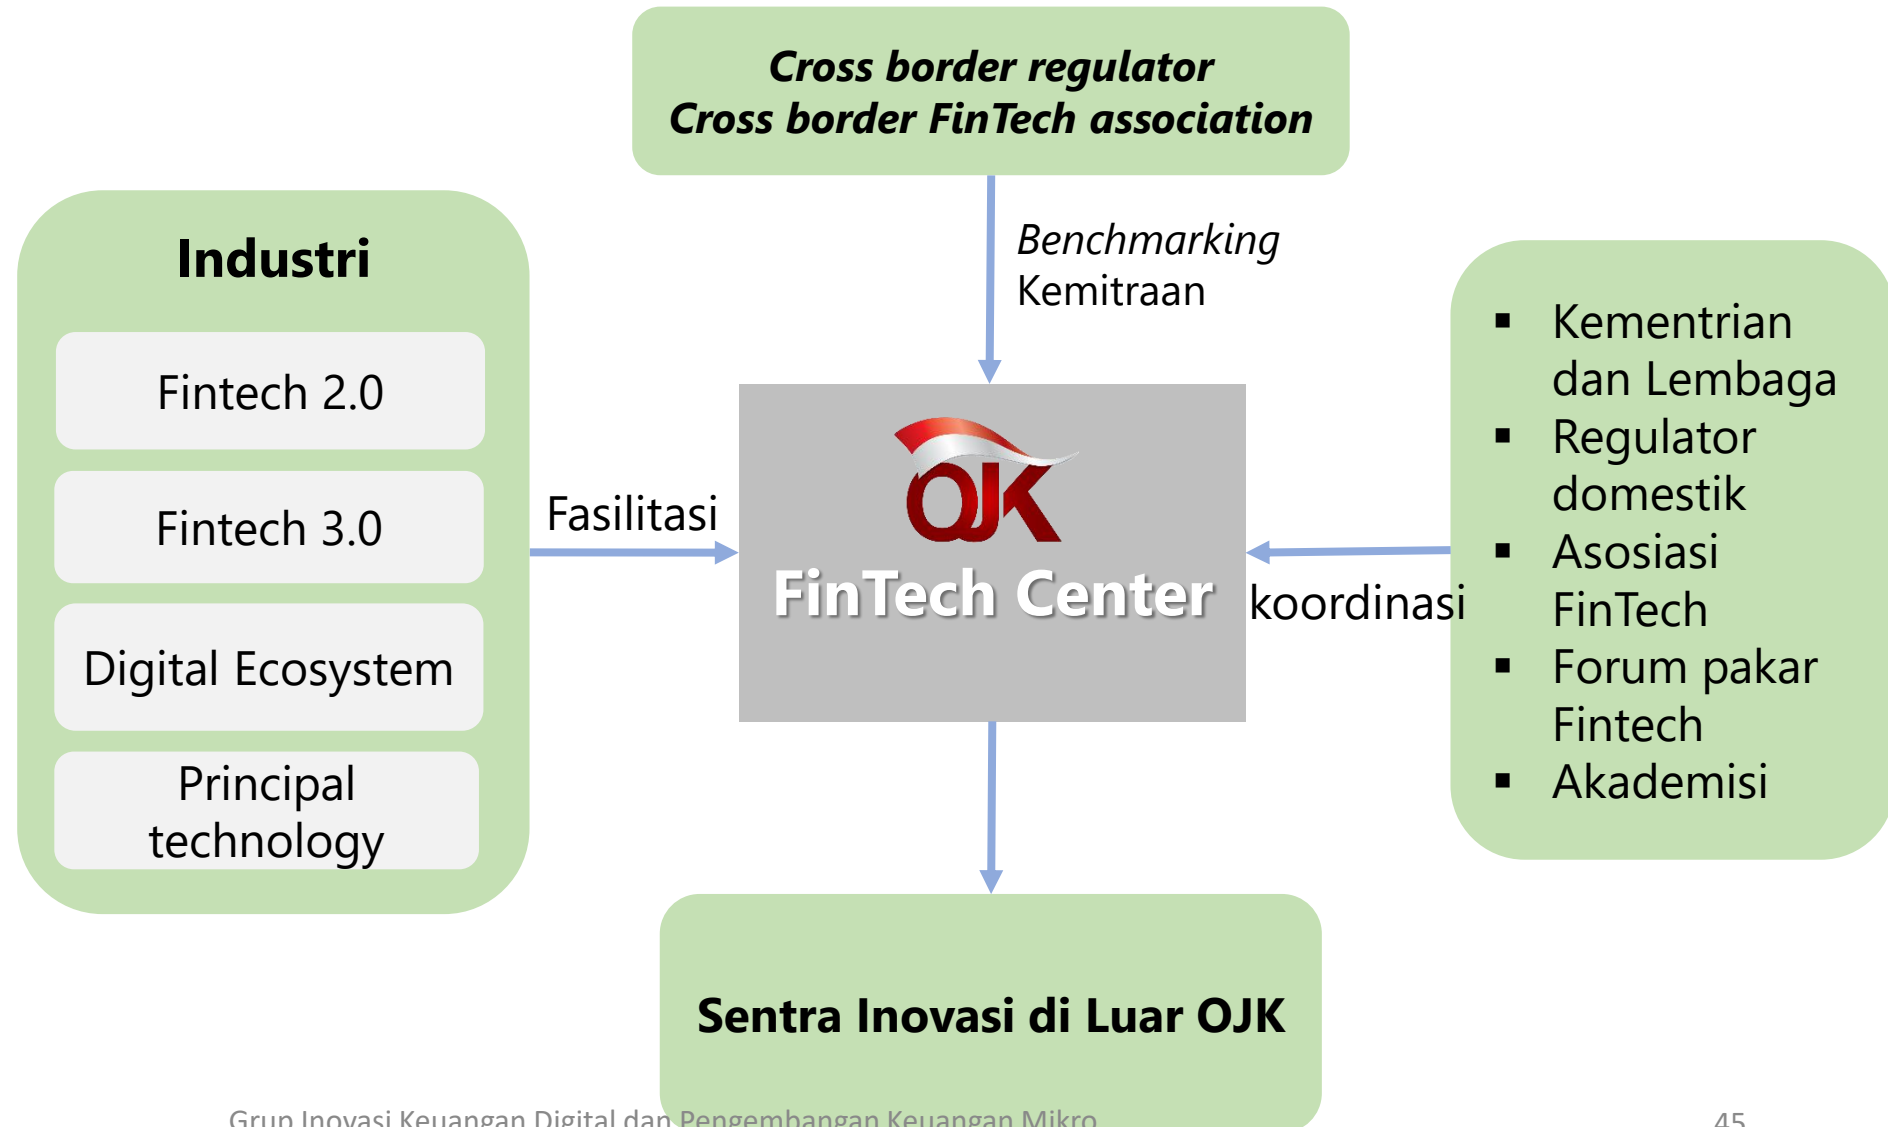 Cross border regulator
Cross border FinTech association
Benchmarking
Kemitraan
Industri
Fintech 2.0
Fintech 3.0
Digital Ecosystem
Principal
technology
Fasilitasi
OJK
FinTech Center
koordinasi
▪ Kementrian
dan Lembaga
▪ Regulator
domestik
▪ Asosiasi
FinTech
▪ Forum pakar
Fintech
▪ Akademisi
Sentra Inovasi di Luar OJK
Grup Inovasi Keuangan Digital dan Pengembangan Keuangan Mikro
45